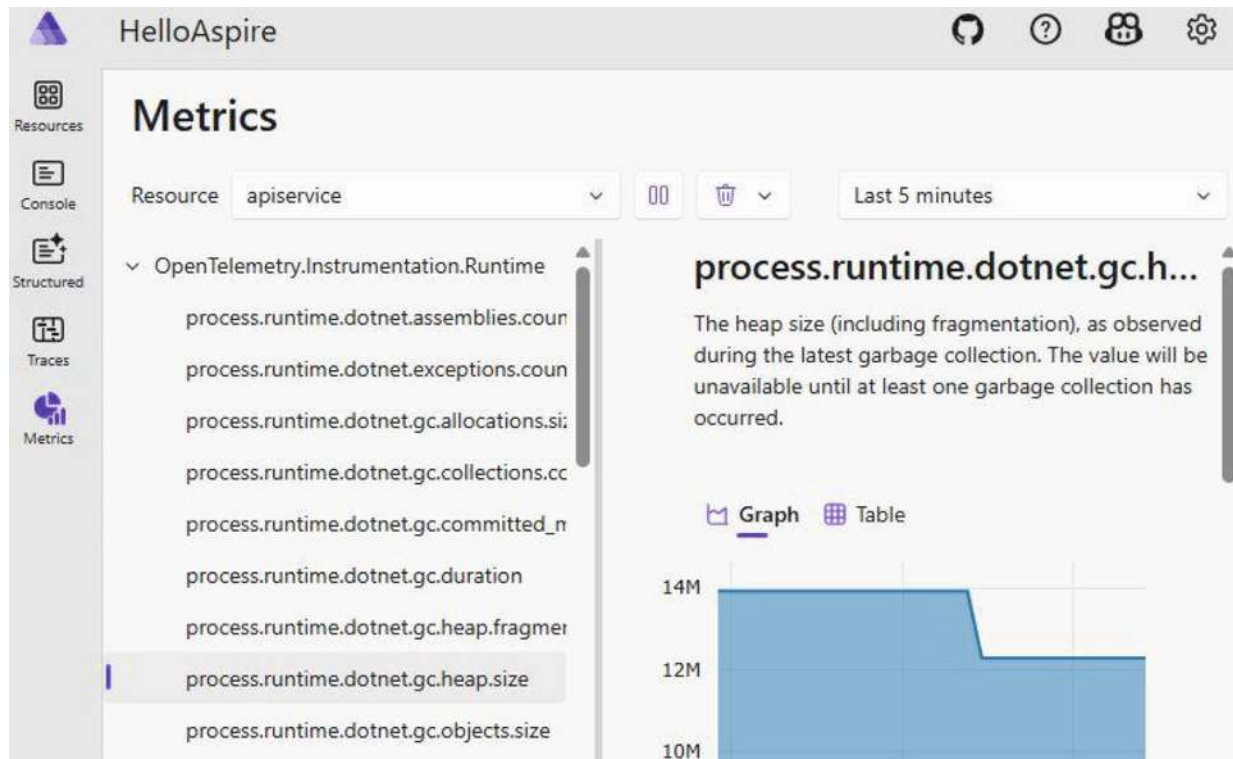 HelloAspire
Resources
Console
Structured
Traces
Metrics
Metrics
Resource apiservice Last 5 minutes
OpenTelemetry.Instrumentation.Runtime
process.runtime.dotnet.assemblies.coun
process.runtime.dotnet.exceptions.coun
process.runtime.dotnet.gc.allocations.si
process.runtime.dotnet.gc.collections.cc
process.runtime.dotnet.gc.committed_m
process.runtime.dotnet.gc.duration
process.runtime.dotnet.gc.heap.fragmer
process.runtime.dotnet.gc.heap.size
process.runtime.dotnet.gc.objects.size
process.runtime.dotnet.gc.h...
The heap size (including fragmentation), as observed
during the latest garbage collection. The value will be
unavailable until at least one garbage collection has
occurred.
Graph Table
14M
12M
10M